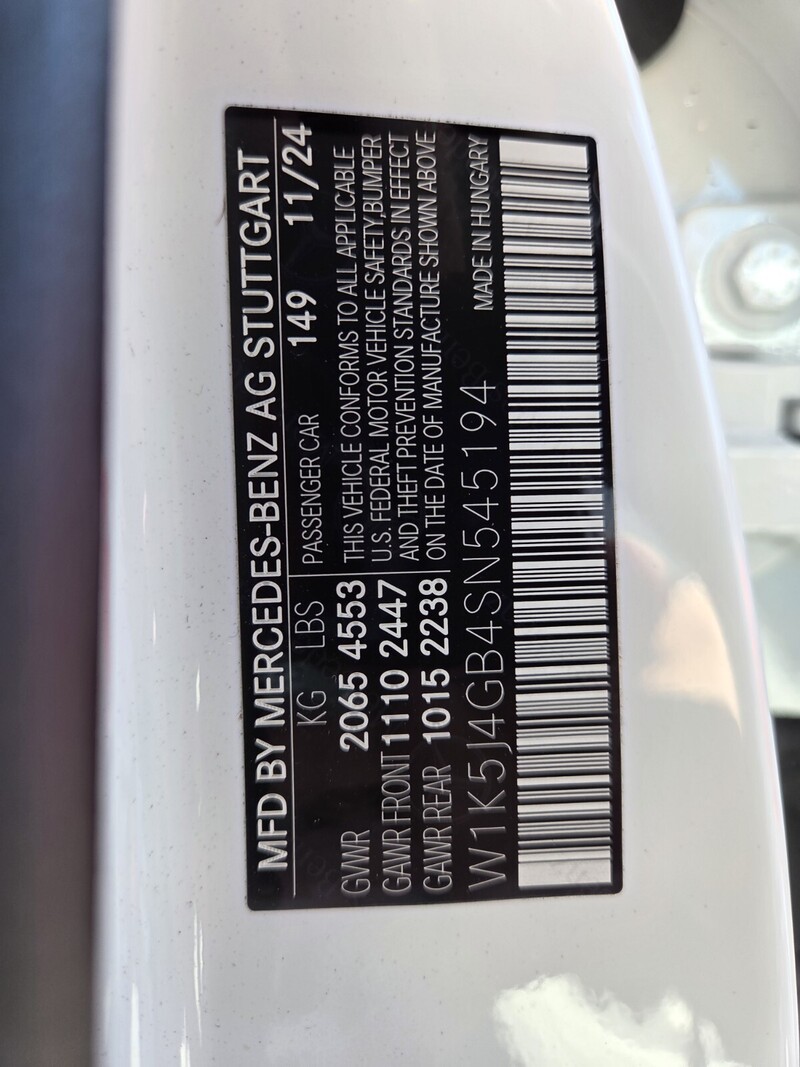 MFD BY MERCEDES-BENZ AG STUTTGART
KG LBS PASSENGER CAR 149 11/24
GVWR 2065 4553 THIS VEHICLE CONFORMS TO ALL APPLICABLE
GAWR FRONT 1110 2447 U.S. FEDERAL MOTOR VEHICLE SAFETY,BUMPER
GAWR REAR 1015 2238 AND THEFT PREVENTION STANDARDS IN EFFECT
ON THE DATE OF MANUFACTURE SHOWN ABOVE
W1K5J4GB4SN545194 MADE IN HUNGARY